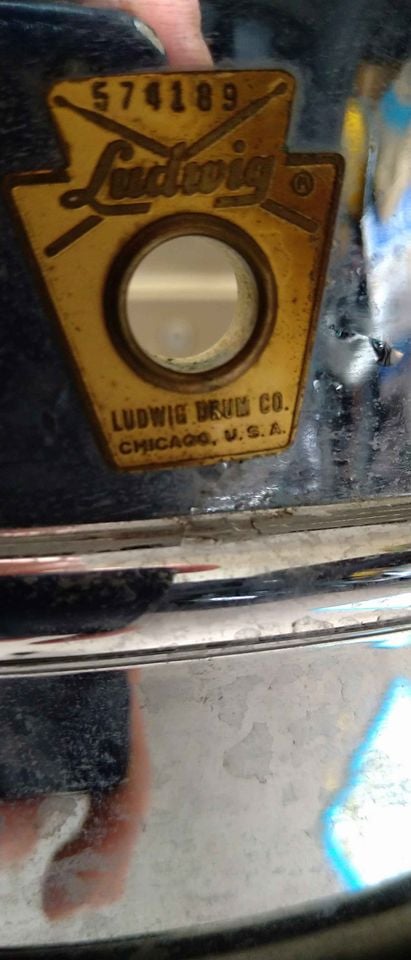 574189
Ludwig ®
LUDWIG DRUM CO.
CHICAGO, U.S.A.